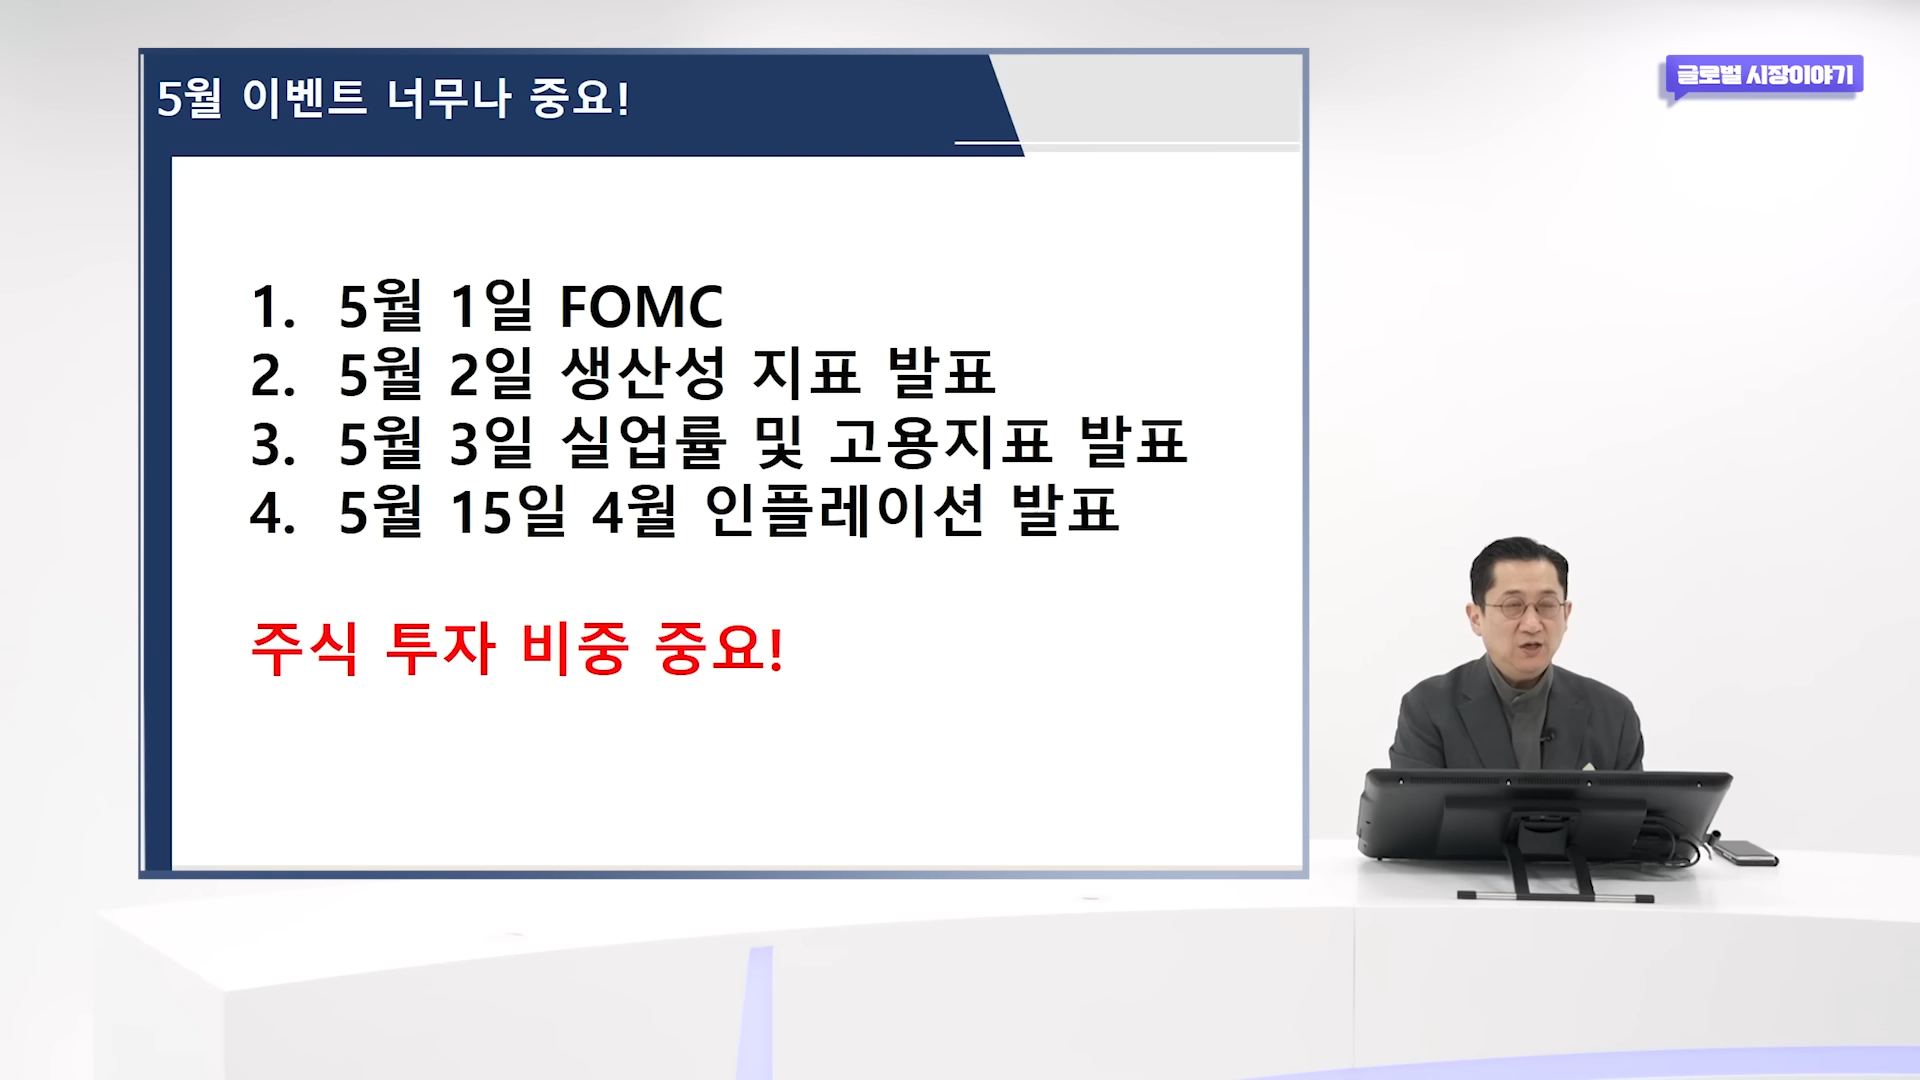 5월 이벤트 너무나 중요!
글로벌 시장이야기
1. 5월 1일 FOMC
2. 5월 2일 생산성 지표 발표
3. 5월 3일 실업률 및 고용지표 발표
4. 5월 15일 4월 인플레이션 발표
주식 투자 비중 중요!